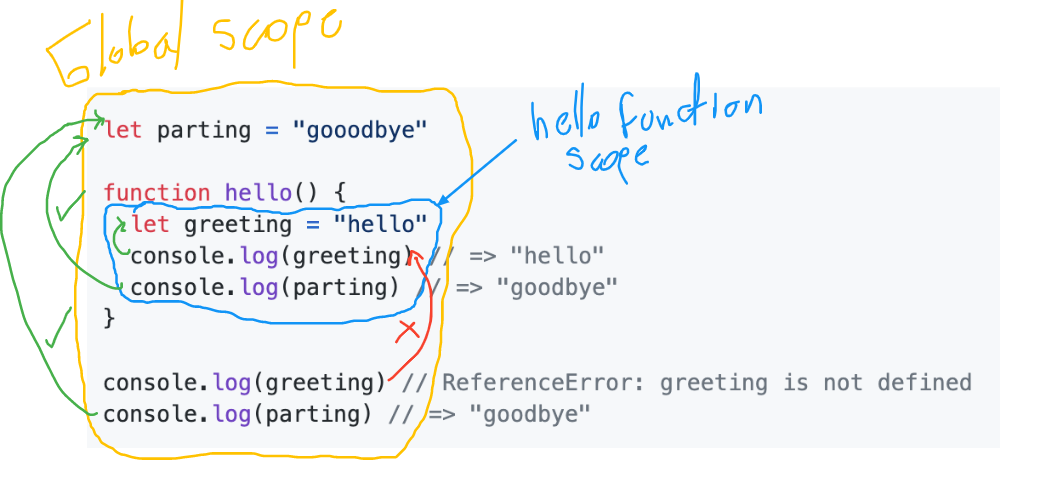 Global scope
hello function
scope
let parting = "gooodbye"
function hello() {
let greeting = "hello"
console.log(greeting) // => "hello"
console.log(parting) // => "goodbye"
}
console.log(greeting) // ReferenceError: greeting is not defined
console.log(parting) // => "goodbye"